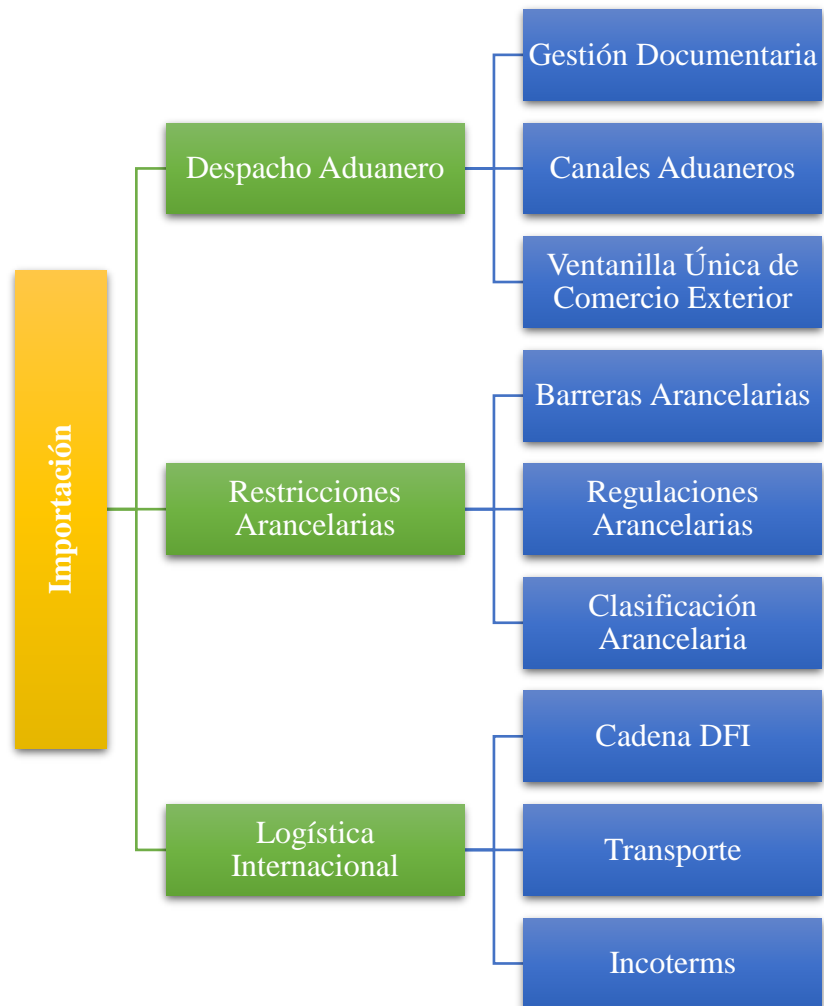 Importación
Despacho Aduanero
Gestión Documentaria
Canales Aduaneros
Ventanilla Única de
Comercio Exterior
Restricciones
Arancelarias
Barreras Arancelarias
Regulaciones
Arancelarias
Clasificación
Arancelaria
Logística
Internacional
Cadena DFI
Transporte
Incoterms